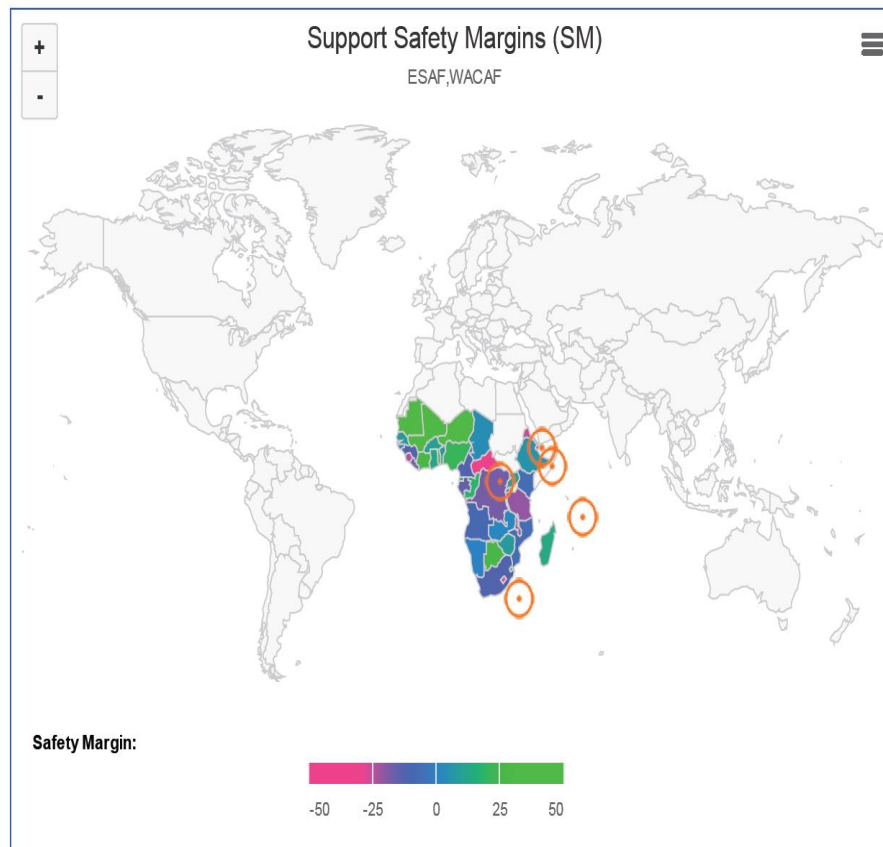 +
-
Support Safety Margins (SM)
ESAF,WACAF
Safety Margin:
-50 -25 0 25 50